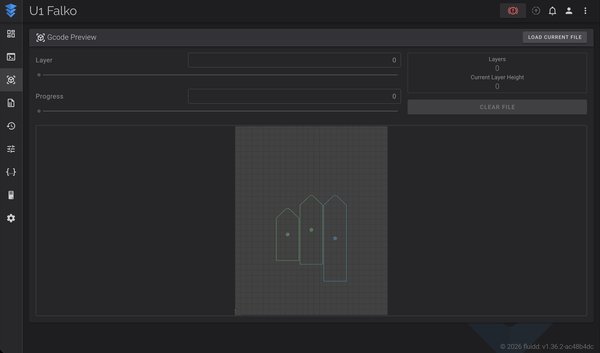 U1 Falko
Gcode Preview
LOAD CURRENT FILE
Layer
0
Layers
0
Current Layer Height
0
Progress
0
CLEAR FILE
© 2026 fluidd. v1.36.2-ac48b4dc